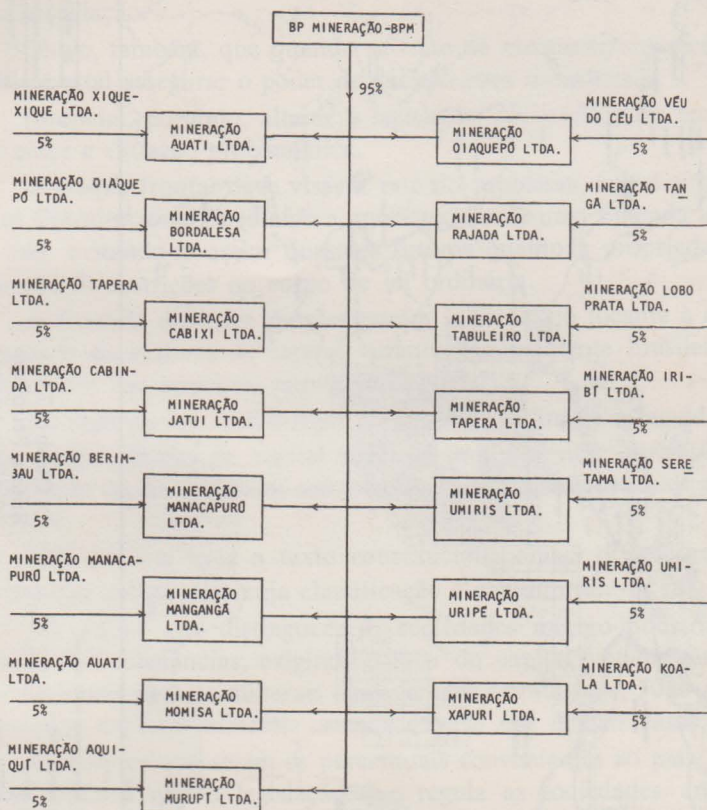 BP MINERAÇÃO-BPM
95%
MINERAÇÃO XIQUE-
XIQUE LTDA.
5%
MINERAÇÃO
AUATI LTDA.
MINERAÇÃO
OIAQUEPÓ LTDA.
MINERAÇÃO VÉU
DO CÉU LTDA.
5%
MINERAÇÃO OIAQUE
PÓ LTDA.
5%
MINERAÇÃO
BORDALESA
LTDA.
MINERAÇÃO
RAJADA LTDA.
MINERAÇÃO TAN
GÃ LTDA.
5%
MINERAÇÃO TAPERA
LTDA.
5%
MINERAÇÃO
CABIXI LTDA.
MINERAÇÃO
TABULEIRO LTDA.
MINERAÇÃO LOBO
PRATA LTDA.
5%
MINERAÇÃO CABIN-
DA LTDA.
5%
MINERAÇÃO
JATUI LTDA.
MINERAÇÃO
TAPERA LTDA.
MINERAÇÃO IRI-
BÍ LTDA.
5%
MINERAÇÃO BERIM-
BAU LTDA.
5%
MINERAÇÃO
MANACAPURÚ
LTDA.
MINERAÇÃO
UMIRIS LTDA.
MINERAÇÃO SERE
TAMA LTDA.
5%
MINERAÇÃO MANACA-
PURÚ LTDA.
5%
MINERAÇÃO
MANGANGÁ
LTDA.
MINERAÇÃO
URIPÉ LTDA.
MINERAÇÃO UMI-
RIS LTDA.
5%
MINERAÇÃO AUATI
LTDA.
5%
MINERAÇÃO
MOMISA LTDA.
MINERAÇÃO
XAPURI LTDA.
MINERAÇÃO KOA-
LA LTDA.
5%
MINERAÇÃO AQUI-
QUÍ LTDA.
5%
MINERAÇÃO
MURUPÍ LTDA.